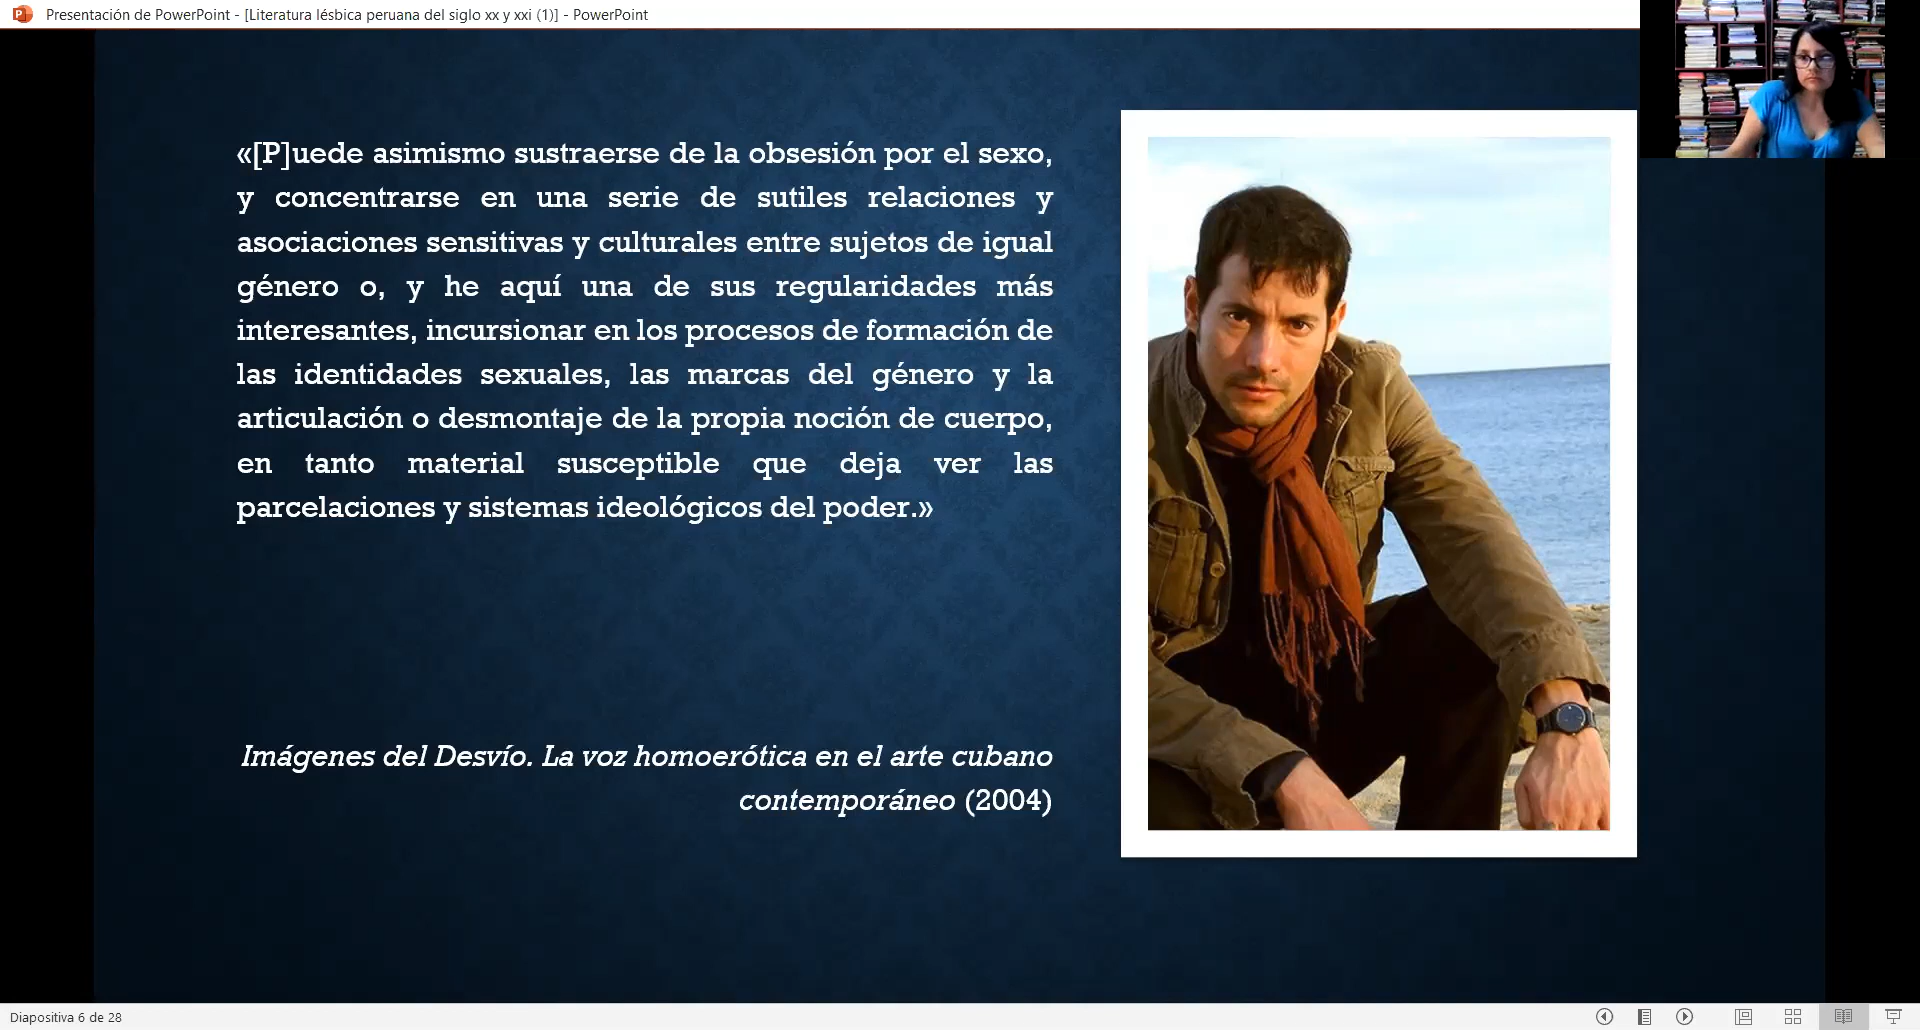 Presentación de PowerPoint - [Literatura lésbica peruana del siglo xx y xxi (1)] - PowerPoint
«[P]uede asimismo sustraerse de la obsesión por el sexo,
y concentrarse en una serie de sutiles relaciones y
asociaciones sensitivas y culturales entre sujetos de igual
género o, y he aquí una de sus regularidades más
interesantes, incursionar en los procesos de formación de
las identidades sexuales, las marcas del género y la
articulación o desmontaje de la propia noción de cuerpo,
en tanto material susceptible que deja ver las
parcelaciones y sistemas ideológicos del poder.»
Imágenes del Desvío. La voz homoerótica en el arte cubano
contemporáneo (2004)
Diapositiva 6 de 28